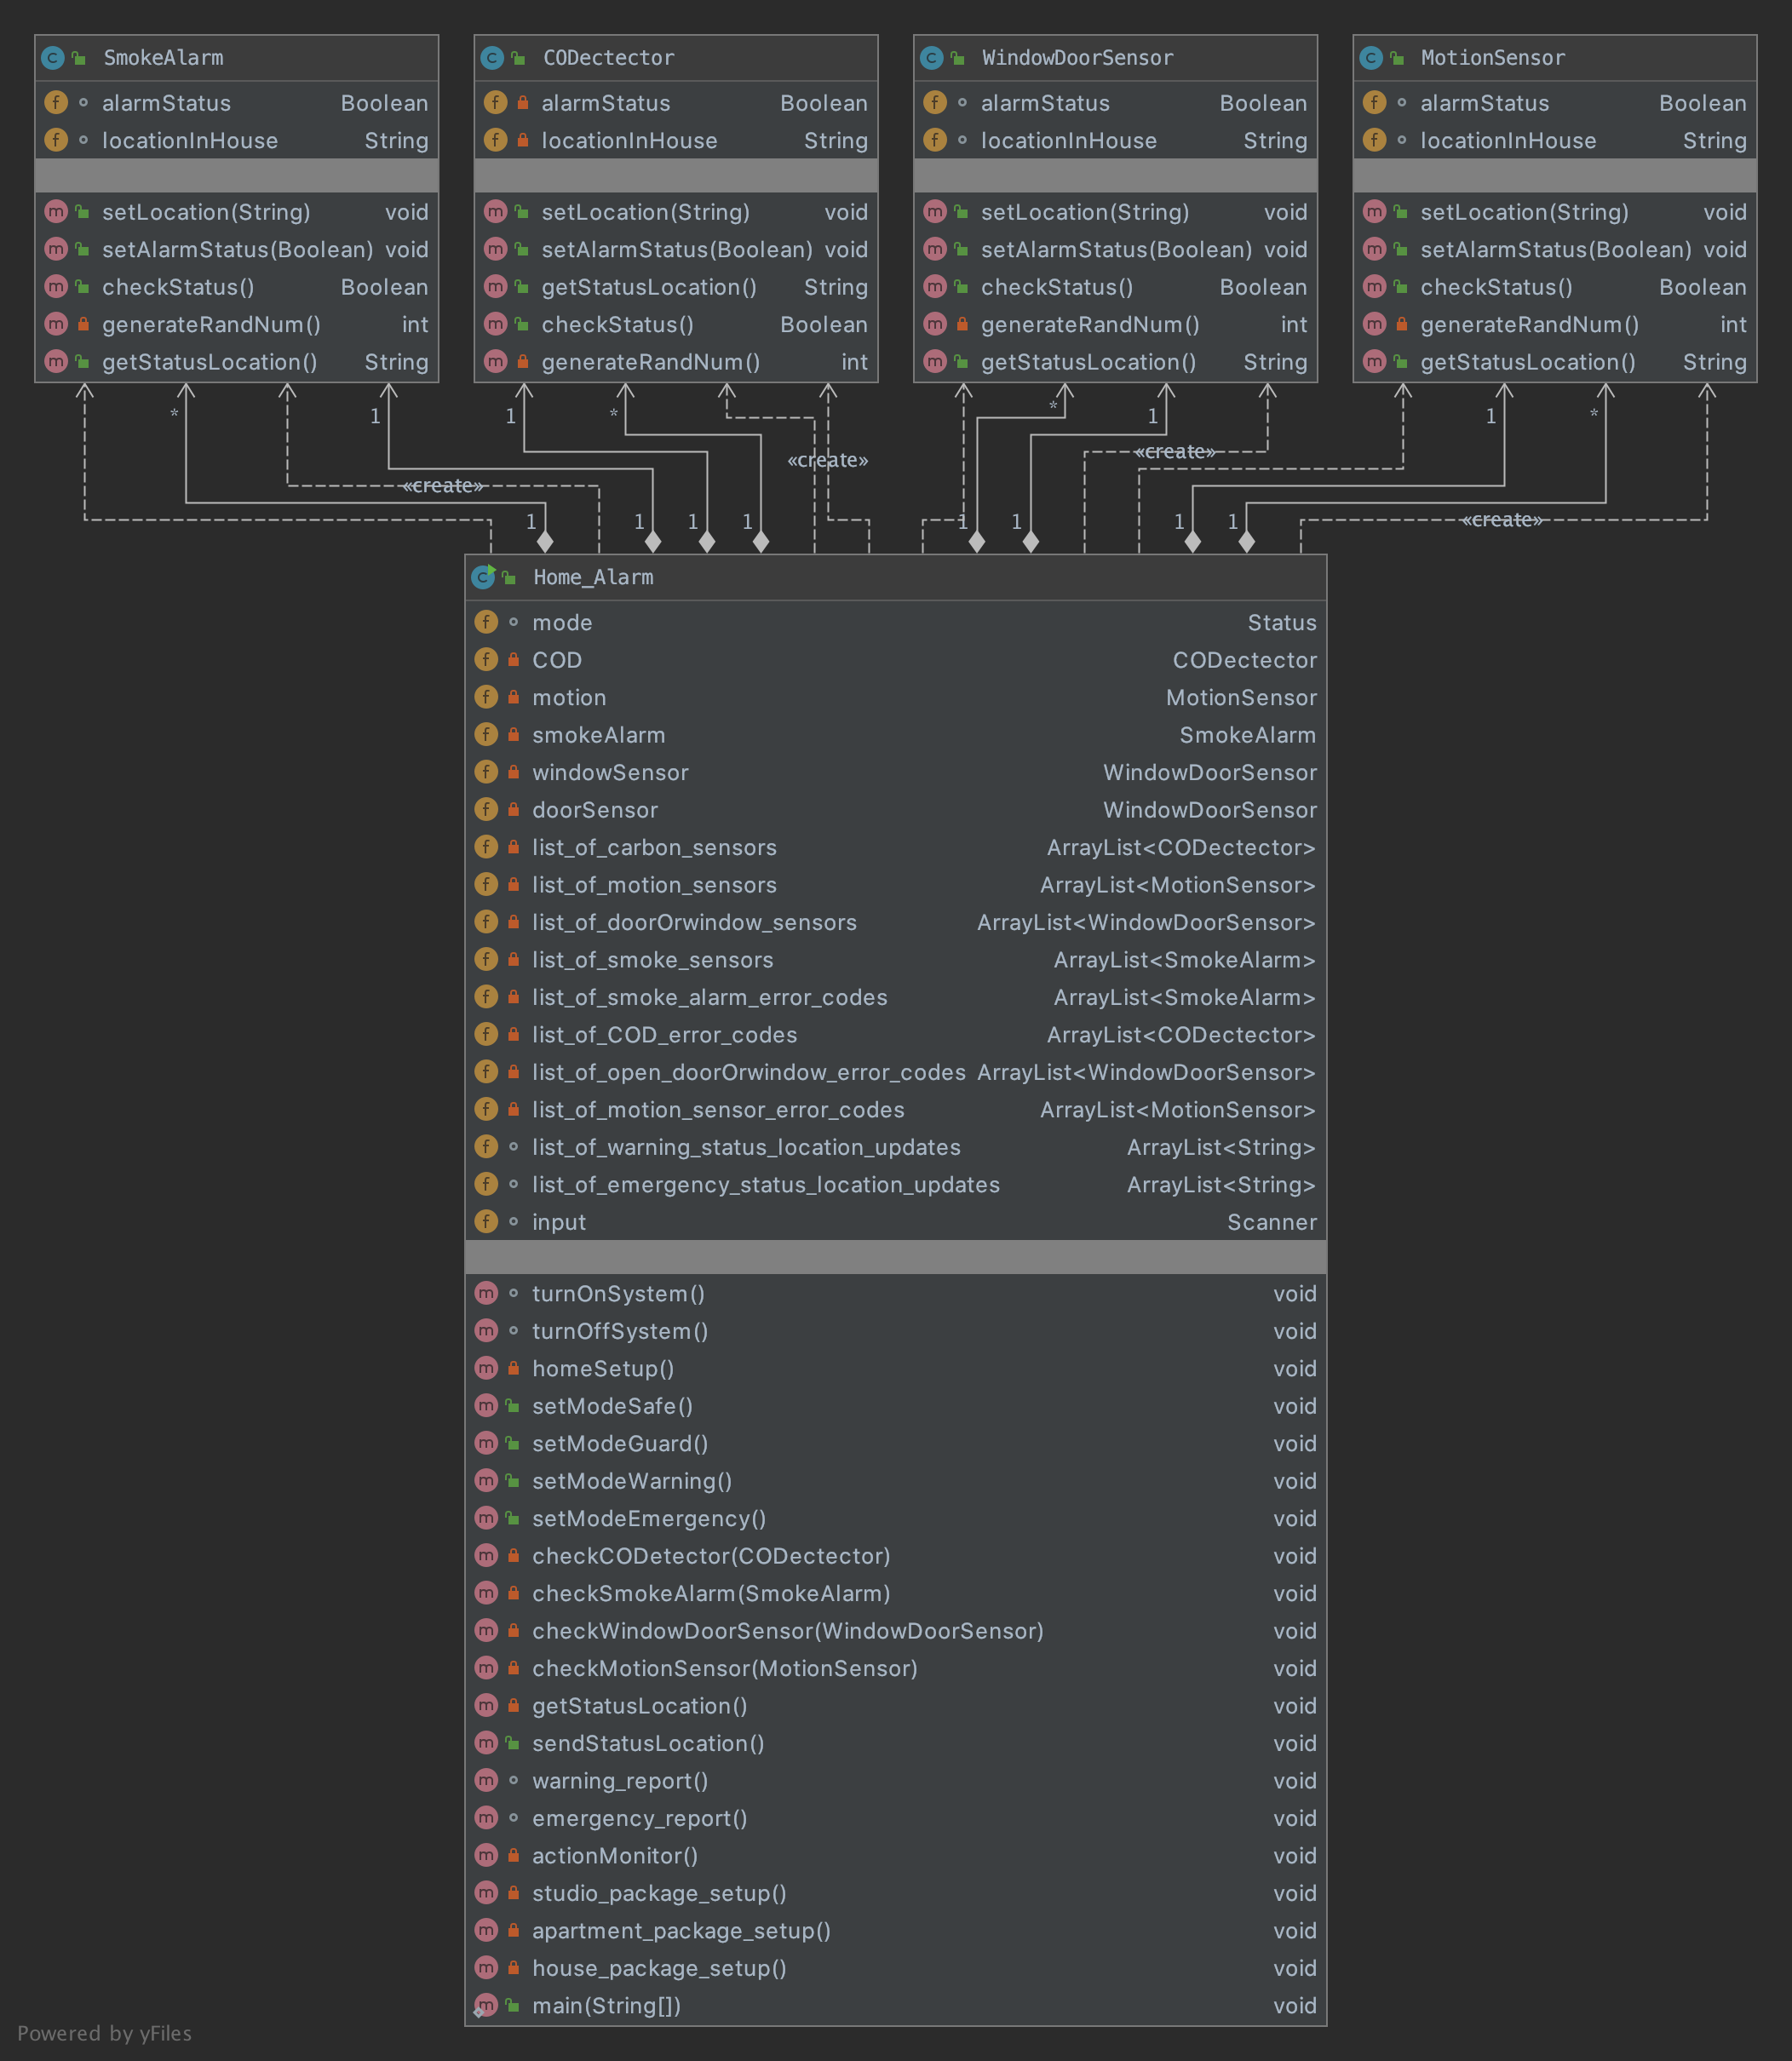 SmokeAlarm
alarmStatus Boolean
locationInHouse String
setLocation(String) void
setAlarmStatus(Boolean) void
checkStatus() Boolean
generateRandNum() int
getStatusLocation() String
CODectector
alarmStatus Boolean
locationInHouse String
setLocation(String) void
setAlarmStatus(Boolean) void
getStatusLocation() String
checkStatus() Boolean
generateRandNum() int
WindowDoorSensor
alarmStatus Boolean
locationInHouse String
setLocation(String) void
setAlarmStatus(Boolean) void
checkStatus() Boolean
generateRandNum() int
getStatusLocation() String
MotionSensor
alarmStatus Boolean
locationInHouse String
setLocation(String) void
setAlarmStatus(Boolean) void
checkStatus() Boolean
generateRandNum() int
getStatusLocation() String
* 1 1 * * 1 1 *
«create» «create» «create» «create»
1 1 1 1 1 1 1 1
Home_Alarm
mode Status
COD CODectector
motion MotionSensor
smokeAlarm SmokeAlarm
windowSensor WindowDoorSensor
doorSensor WindowDoorSensor
list_of_carbon_sensors ArrayList<CODectector>
list_of_motion_sensors ArrayList<MotionSensor>
list_of_doorOrwindow_sensors ArrayList<WindowDoorSensor>
list_of_smoke_sensors ArrayList<SmokeAlarm>
list_of_smoke_alarm_error_codes ArrayList<SmokeAlarm>
list_of_COD_error_codes ArrayList<CODectector>
list_of_open_doorOrwindow_error_codes ArrayList<WindowDoorSensor>
list_of_motion_sensor_error_codes ArrayList<MotionSensor>
list_of_warning_status_location_updates ArrayList<String>
list_of_emergency_status_location_updates ArrayList<String>
input Scanner
turnOnSystem() void
turnOffSystem() void
homeSetup() void
setModeSafe() void
setModeGuard() void
setModeWarning() void
setModeEmergency() void
checkCODetector(CODectector) void
checkSmokeAlarm(SmokeAlarm) void
checkWindowDoorSensor(WindowDoorSensor) void
checkMotionSensor(MotionSensor) void
getStatusLocation() void
sendStatusLocation() void
warning_report() void
emergency_report() void
actionMonitor() void
studio_package_setup() void
apartment_package_setup() void
house_package_setup() void
main(String[]) void
Powered by yFiles